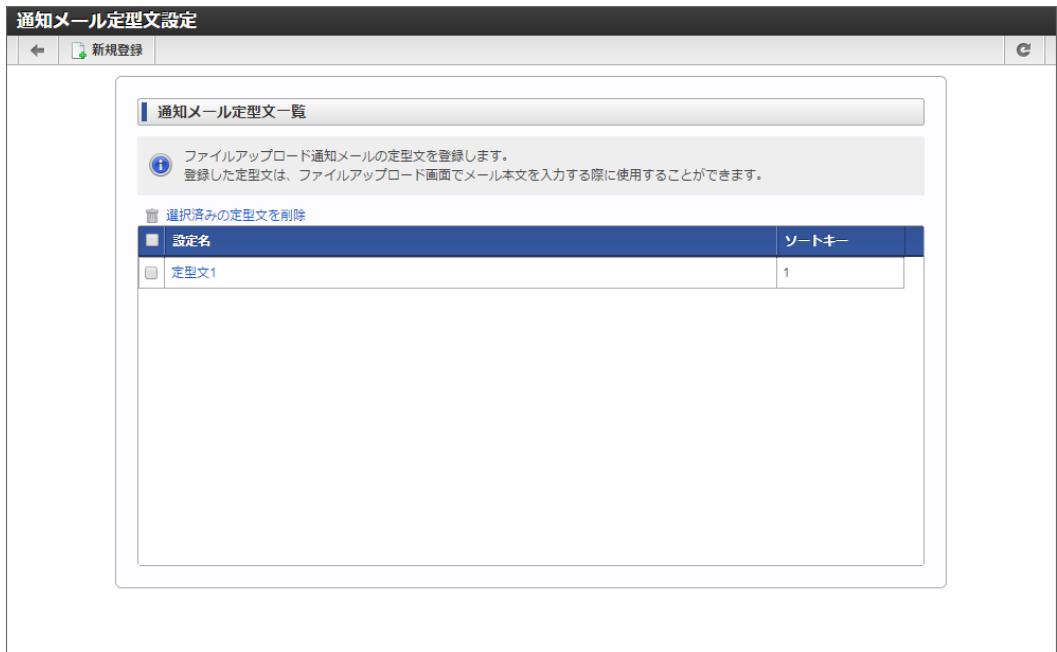 通知メール定型文設定
新規登録
通知メール定型文一覧
ファイルアップロード通知メールの定型文を登録します。
登録した定型文は、ファイルアップロード画面でメール本文を入力する際に使用することができます。
選択済みの定型文を削除
設定名 ソートキー
定型文1 1